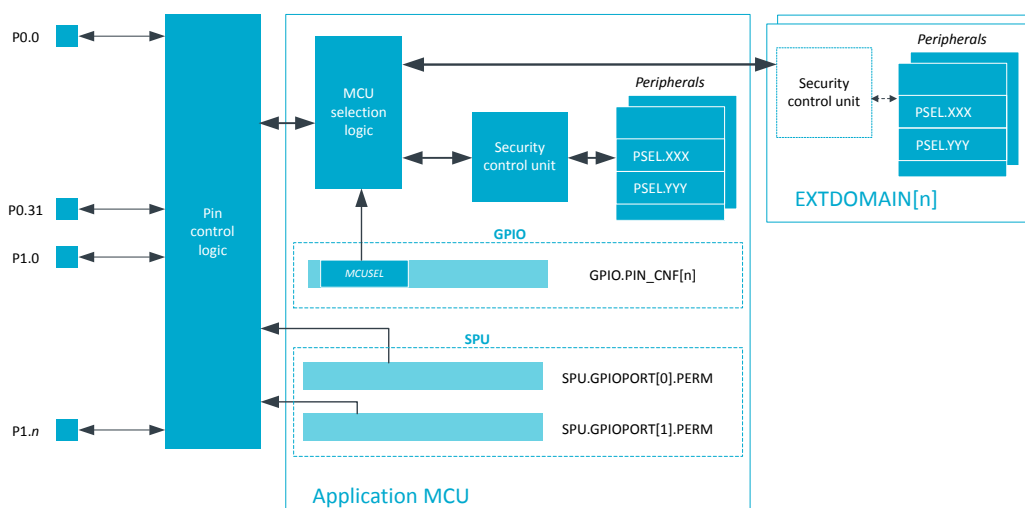 P0.0
P0.31
P1.0
P1.n
Pin
control
logic
MCU
selection
logic
Security
control unit
Peripherals
PSEL.XXX
PSEL.YYY
GPIO
MCUSEL
GPIO.PIN_CNF[n]
SPU
SPU.GPIOPORT[0].PERM
SPU.GPIOPORT[1].PERM
Application MCU
Security
control unit
Peripherals
PSEL.XXX
PSEL.YYY
EXTDOMAIN[n]